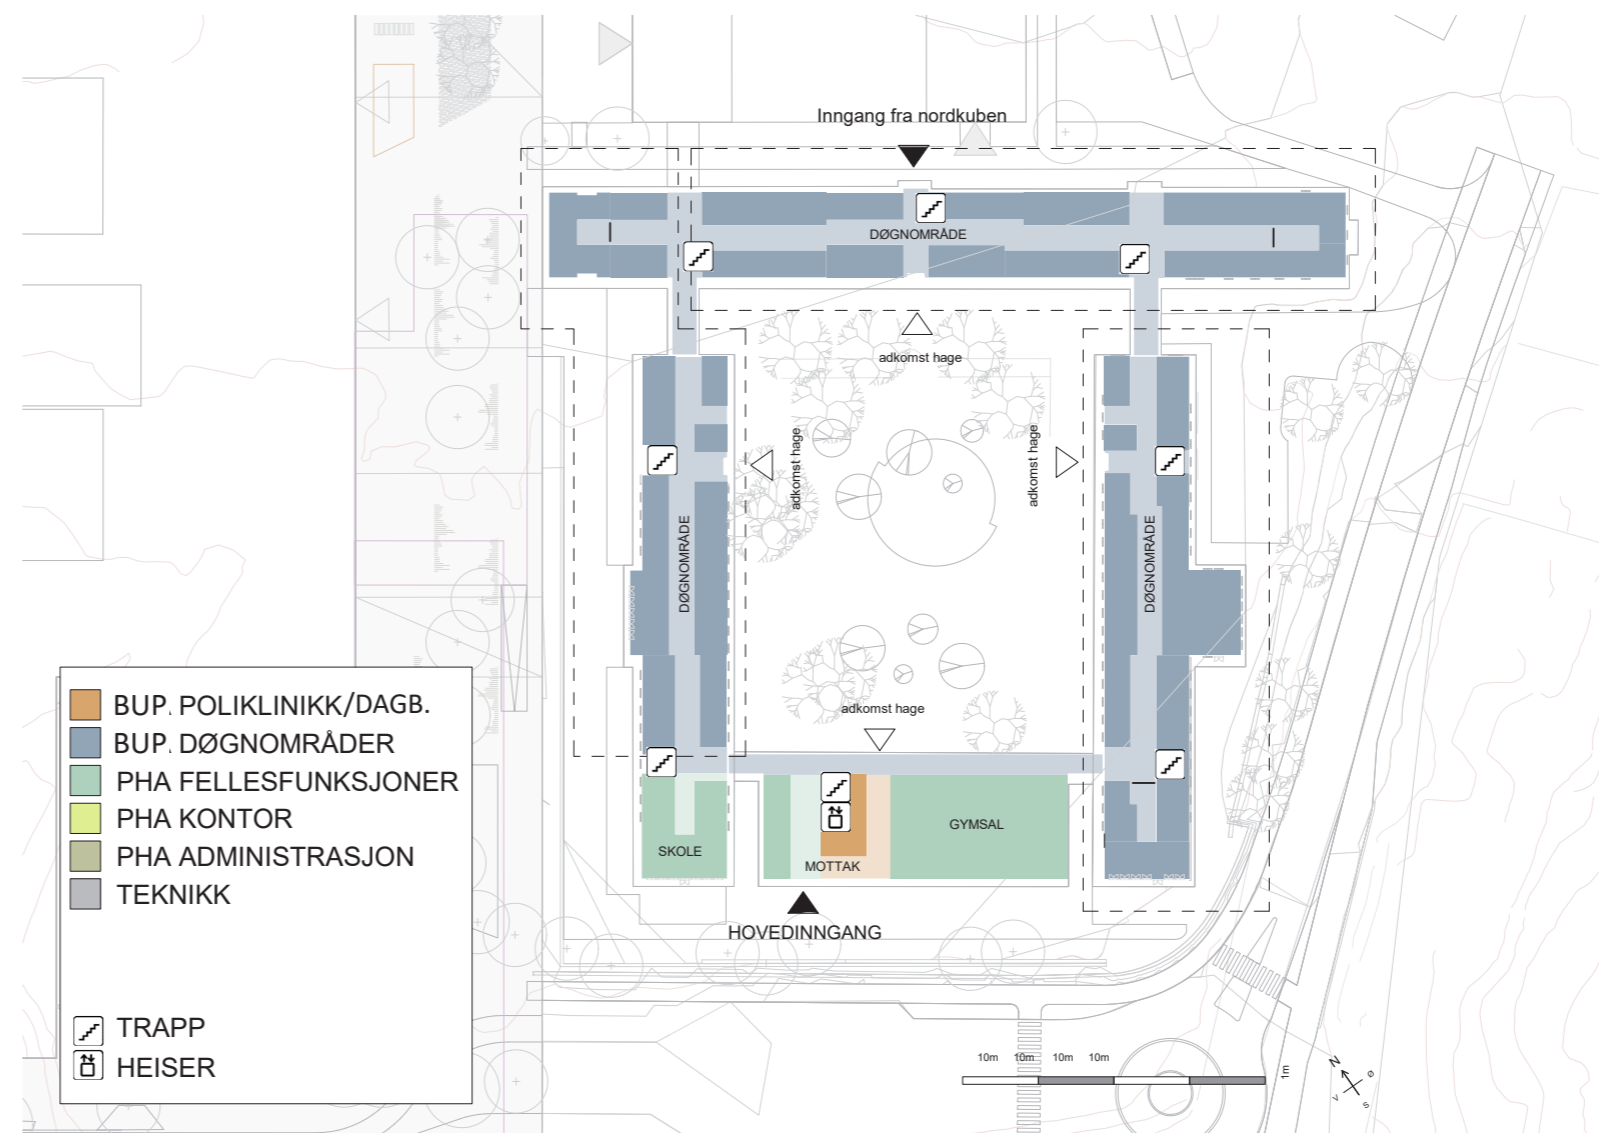 Inngang fra nordkuben
DØGNOMRÅDE
adkomst hage
adkomst hage
adkomst hage
DØGNOMRÅDE
DØGNOMRÅDE
adkomst hage
SKOLE
MOTTAK
GYMSAL
HOVEDINNGANG
BUP. POLIKLINIKK/DAGB.
BUP. DØGNOMRÅDER
PHA FELLESFUNKSJONER
PHA KONTOR
PHA ADMINISTRASJON
TEKNIKK
TRAPP
HEISER
10m 10m 10m 10m
1m
N
Ø
V
S